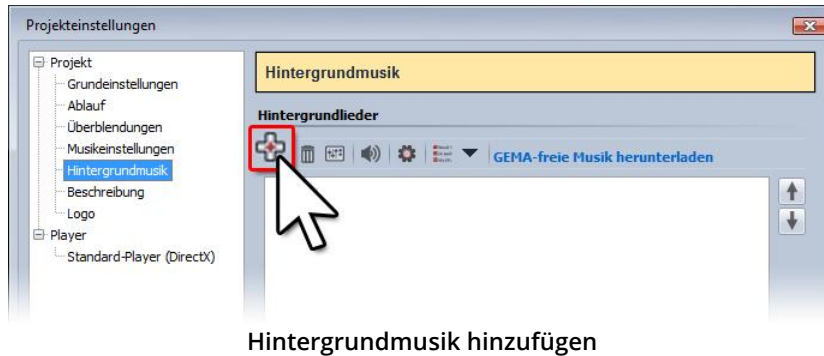 Projekteinstellungen
Projekt
Grundeinstellungen
Ablauf
Überblendungen
Musikeinstellungen
Hintergrundmusik
Beschreibung
Logo
Player
Standard-Player (DirectX)
Hintergrundmusik
Hintergrundlieder
GEMA-freie Musik herunterladen
Hintergrundmusik hinzufügen